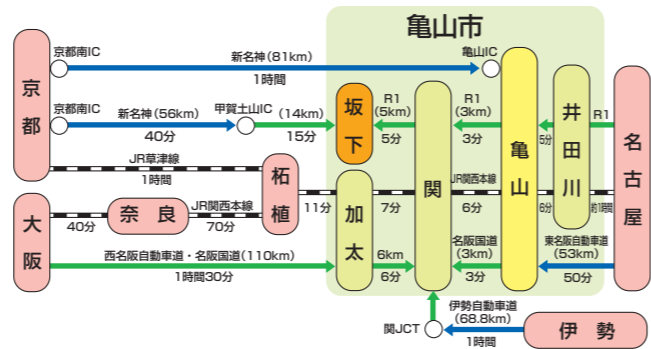 亀山市
京都南IC
新名神(81km)
1時間
亀山IC
京都
京都南IC
新名神(56km)
40分
甲賀土山IC
(14km)
15分
坂下
R1
(5km)
5分
関
R1
(3km)
3分
亀山
5分
井田川
R1
名古屋
JR草津線
1時間
柘植
大阪
40分
奈良
JR関西本線
70分
11分
加太
7分
JR関西本線
6分
6分
約1時間
西名阪自動車道・名阪国道(110km)
1時間30分
6km
6分
名阪国道
(3km)
3分
東名阪自動車道
(53km)
50分
関JCT
伊勢自動車道
(68.8km)
1時間
伊勢